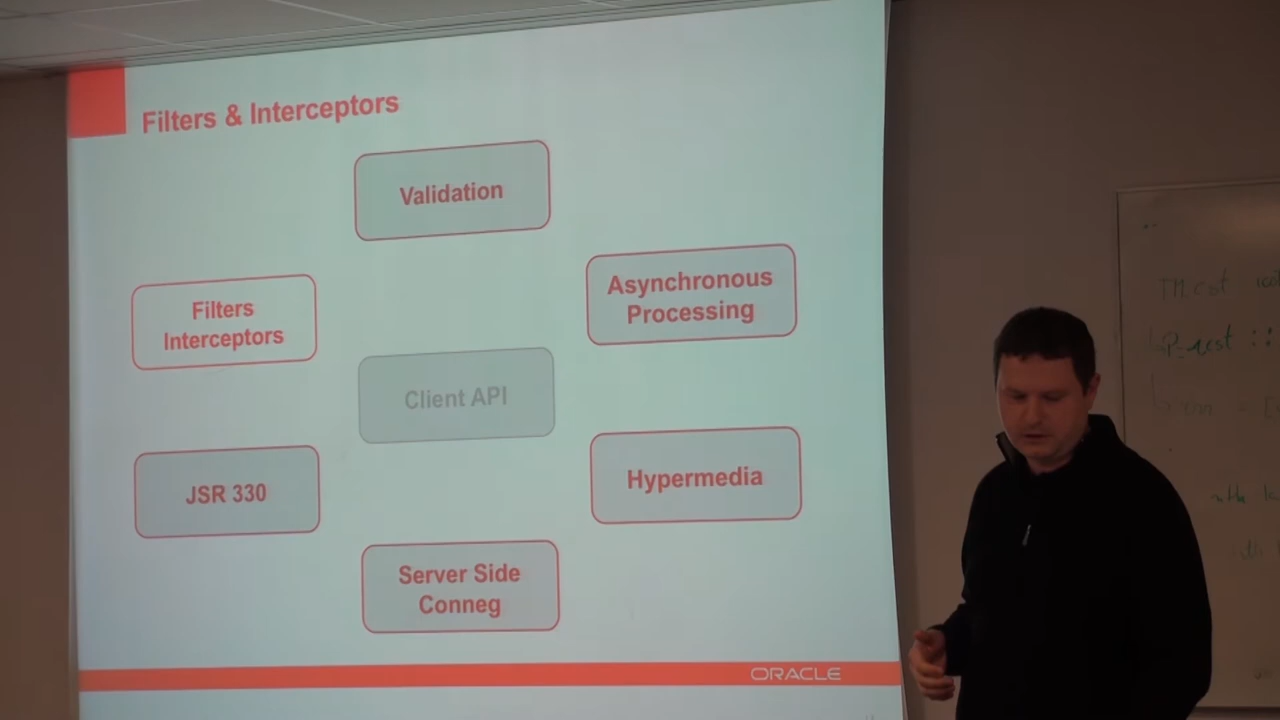 Filters & Interceptors
Validation
Asynchronous
Processing
Filters
Interceptors
Client API
JSR 330
Hypermedia
Server Side
Conneg
ORACLE